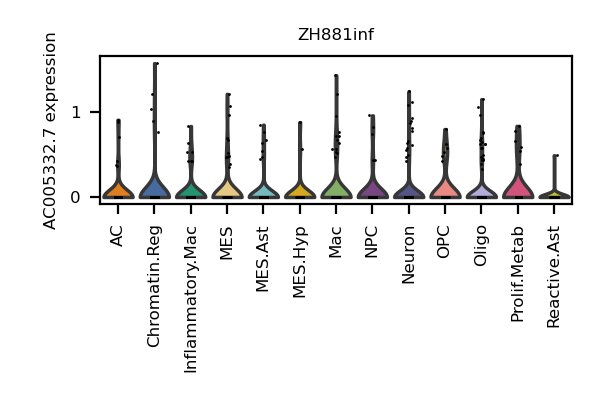 ZH881inf
AC005332.7 expression
1
0
AC
Chromatin.Reg
Inflammatory.Mac
MES
MES.Ast
MES.Hyp
Mac
NPC
Neuron
OPC
Oligo
Prolif.Metab
Reactive.Ast